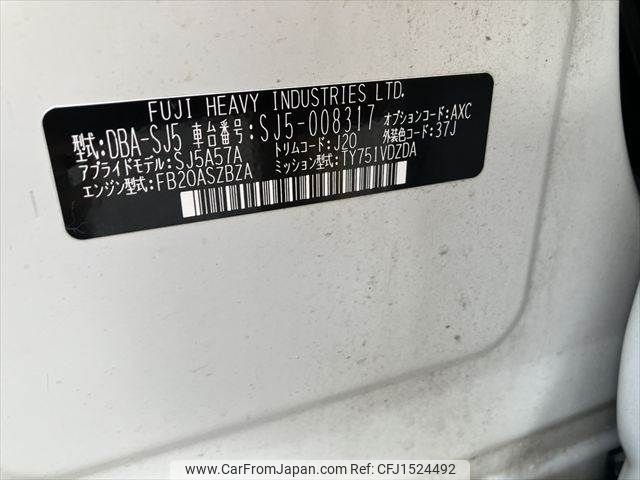 FUJI HEAVY INDUSTRIES LTD.
型式:DBA-SJ5 車台番号:SJ5-008317 オプションコード:AXC
アプライドモデル:SJ5A57A トリムコード:J20 外装色コード:37J
エンジン型式:FB20ASZBZA ミッション型式:TY751VDZDA
www.CarFromJapan.com - CFJ1524492